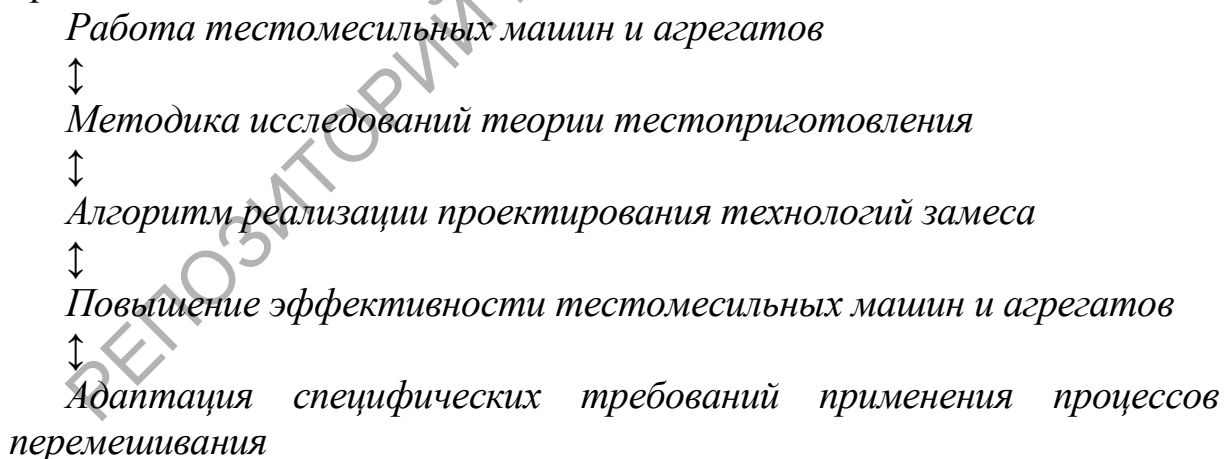 Работа тестомесильных машин и агрегатов
↕
Методика исследований теории тестоприготовления
↕
Алгоритм реализации проектирования технологий замеса
↕
Повышение эффективности тестомесильных машин и агрегатов
↕
Адаптация специфических требований применения процессов
перемешивания
РЕПОЗИТОРИЙ